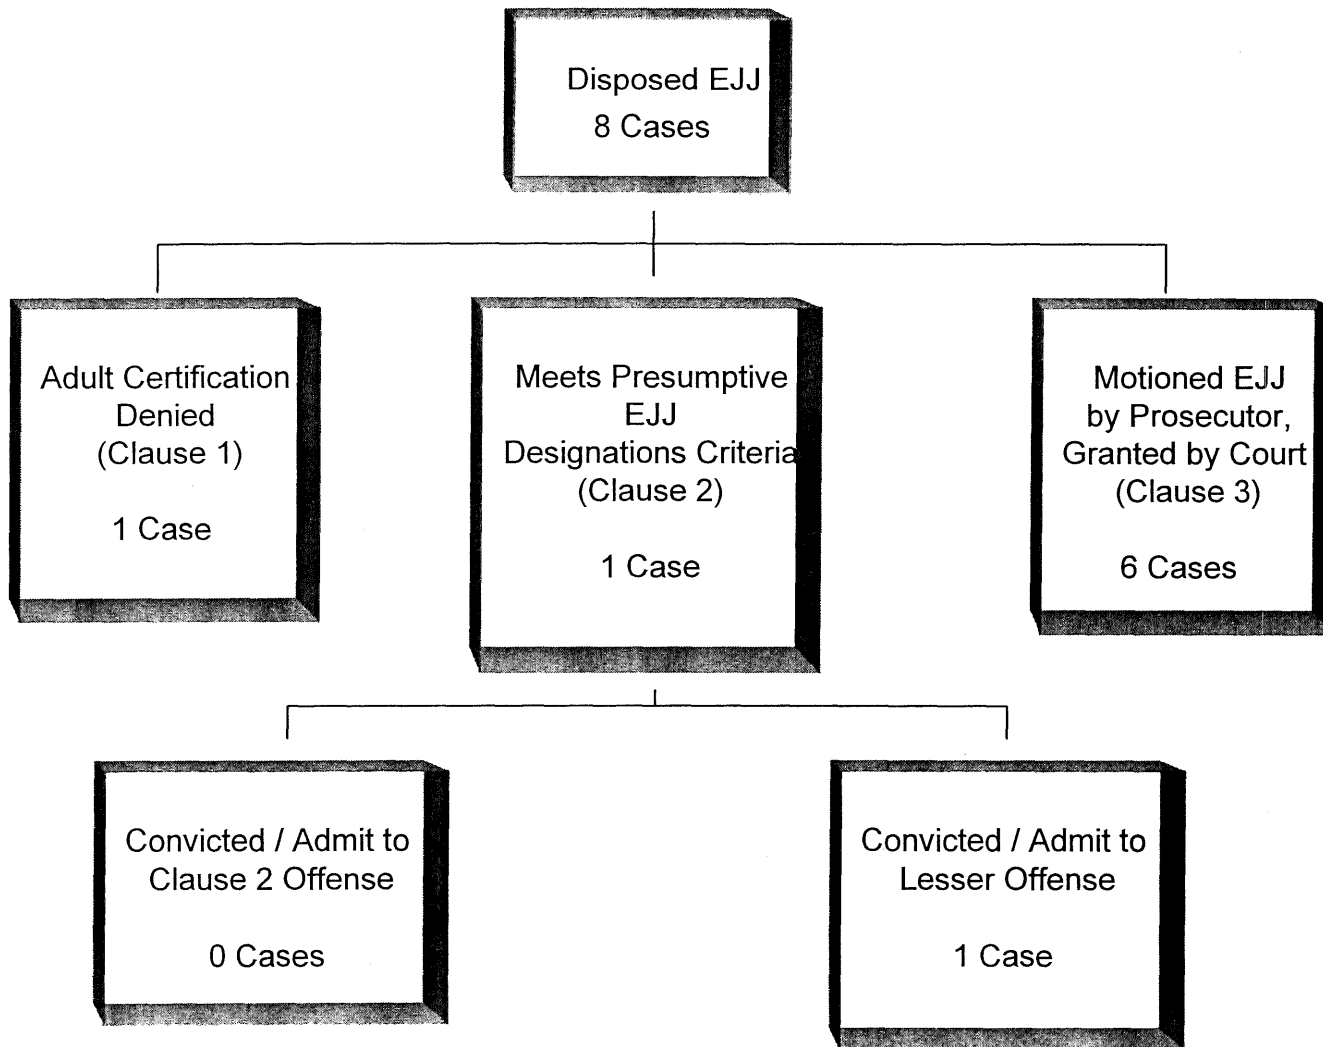 Disposed EJJ
8 Cases
Adult Certification
Denied
(Clause 1)
1 Case
Meets Presumptive
EJJ
Designations Criteria
(Clause 2)
1 Case
Motioned EJJ
by Prosecutor,
Granted by Court
(Clause 3)
6 Cases
Convicted / Admit to
Clause 2 Offense
0 Cases
Convicted / Admit to
Lesser Offense
1 Case